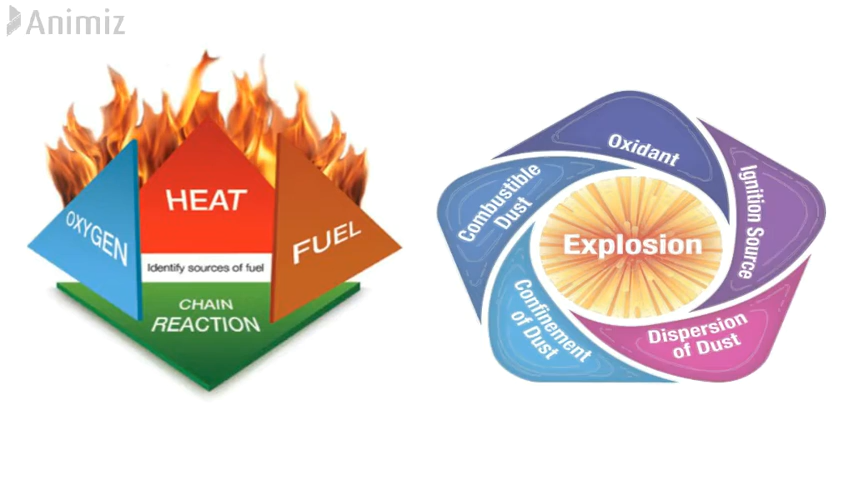 Animiz
HEAT
OXYGEN
FUEL
Identify sources of fuel
CHAIN
REACTION
Oxidant
Combustible
Dust
Ignition Source
Explosion
Confinement
of Dust
Dispersion
of Dust